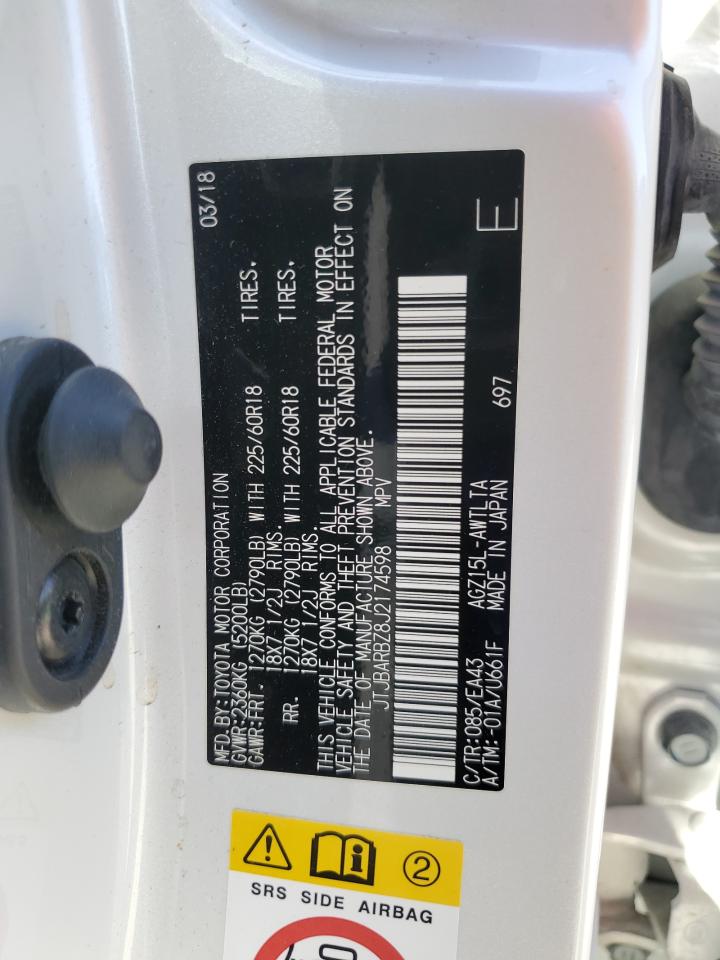 MFD.BY:TOYOTA MOTOR CORPORATION 03/18
GVWR:2360KG (5200LB)
GAWR:FRT. 1270KG (2790LB) WITH 225/60R18 TIRES,
18X7 1/2J RIMS.
RR. 1270KG (2790LB) WITH 225/60R18 TIRES,
18X7 1/2J RIMS.
THIS VEHICLE CONFORMS TO ALL APPLICABLE FEDERAL MOTOR
VEHICLE SAFETY AND THEFT PREVENTION STANDARDS IN EFFECT ON
THE DATE OF MANUFACTURE SHOWN ABOVE.
JTJBARBZ8J2174598 MPV
C/TR:085/EA43 AGZ15L-AWTLTA 697 E
A/TM:-01A/U661F MADE IN JAPAN
2
SRS SIDE AIRBAG